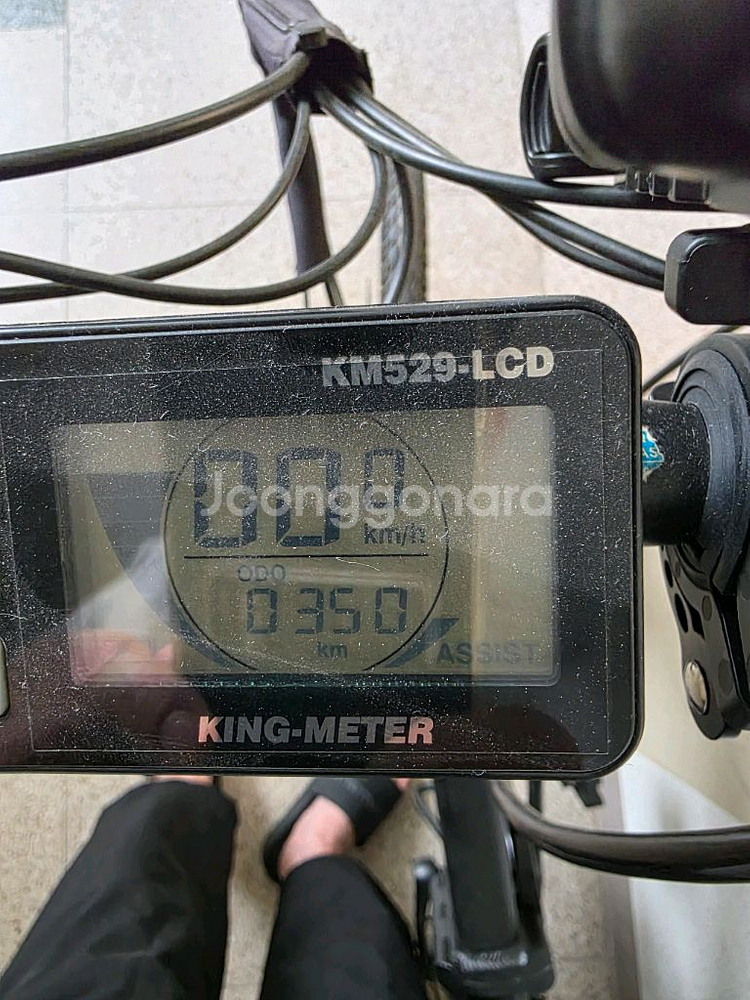 KM529-LCD
00.0
km/h
ODO
0350
km
ASSIST
KING-METER
Joonggonara